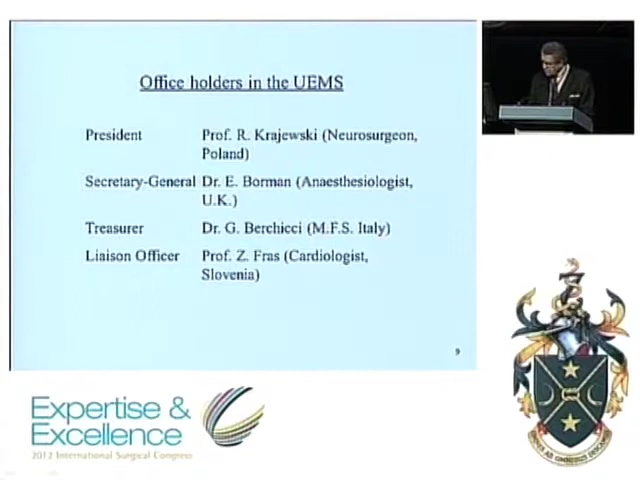 Office holders in the UEMS
President Prof. R. Krajewski (Neurosurgeon,
Poland)
Secretary-General Dr. E. Borman (Anaesthesiologist,
U.K.)
Treasurer Dr. G. Berchicci (M.F.S. Italy)
Liaison Officer Prof. Z. Fras (Cardiologist,
Slovenia)
9
Expertise &
Excellence
2012 International Surgical Congress